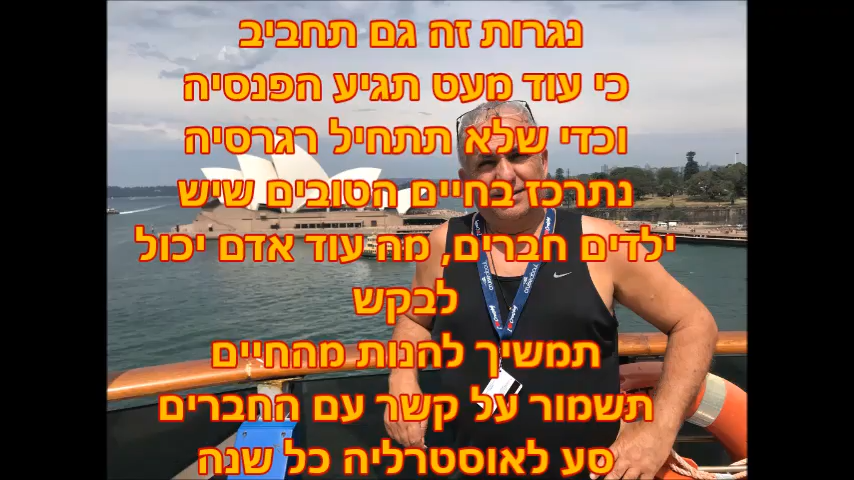 נגרות זה גם תחביב
כי עוד מעט תגיע הפנסיה
וכדי שלא תתחיל רגרסיה
נתרכז בחיים הטובים שיש
ילדים חברים, מה עוד אדם יכול
לבקש
תמשיך להנות מהחיים
תשמור על קשר עם החברים
סע לאוסטרליה כל שנה